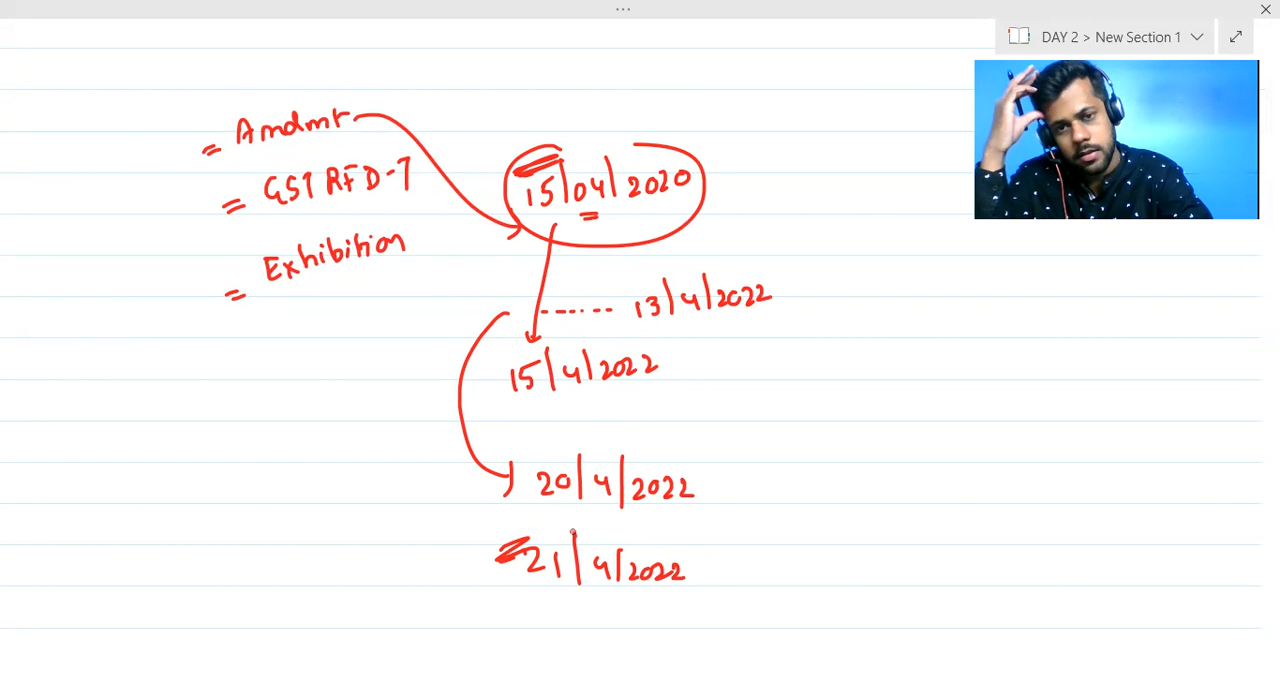 ...
DAY 2 > New Section 1
= Amdmt
= GST RFD-7
= Exhibition
15/04/2020
13/4/2022
15/4/2022
20/4/2022
21/4/2022